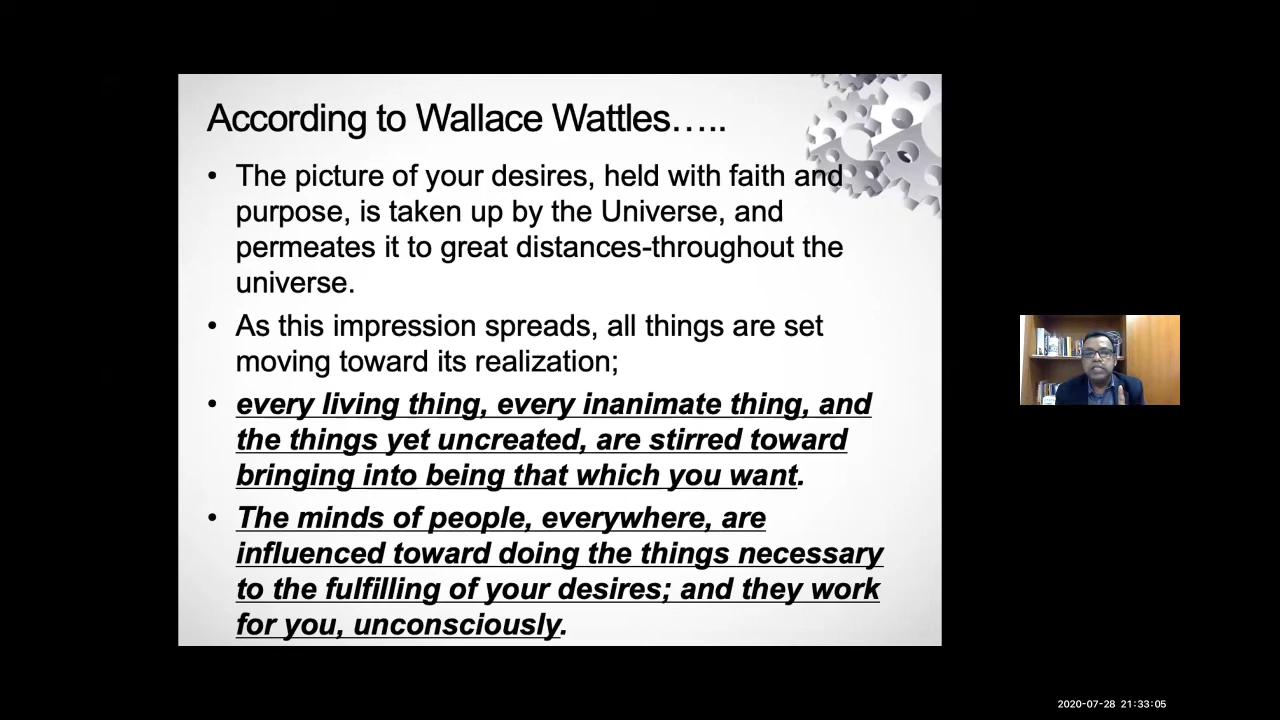 According to Wallace Wattles…..
• The picture of your desires, held with faith and
purpose, is taken up by the Universe, and
permeates it to great distances-throughout the
universe.
• As this impression spreads, all things are set
moving toward its realization;
• every living thing, every inanimate thing, and
the things yet uncreated, are stirred toward
bringing into being that which you want.
• The minds of people, everywhere, are
influenced toward doing the things necessary
to the fulfilling of your desires; and they work
for you, unconsciously.
2020-07-28 21:33:05